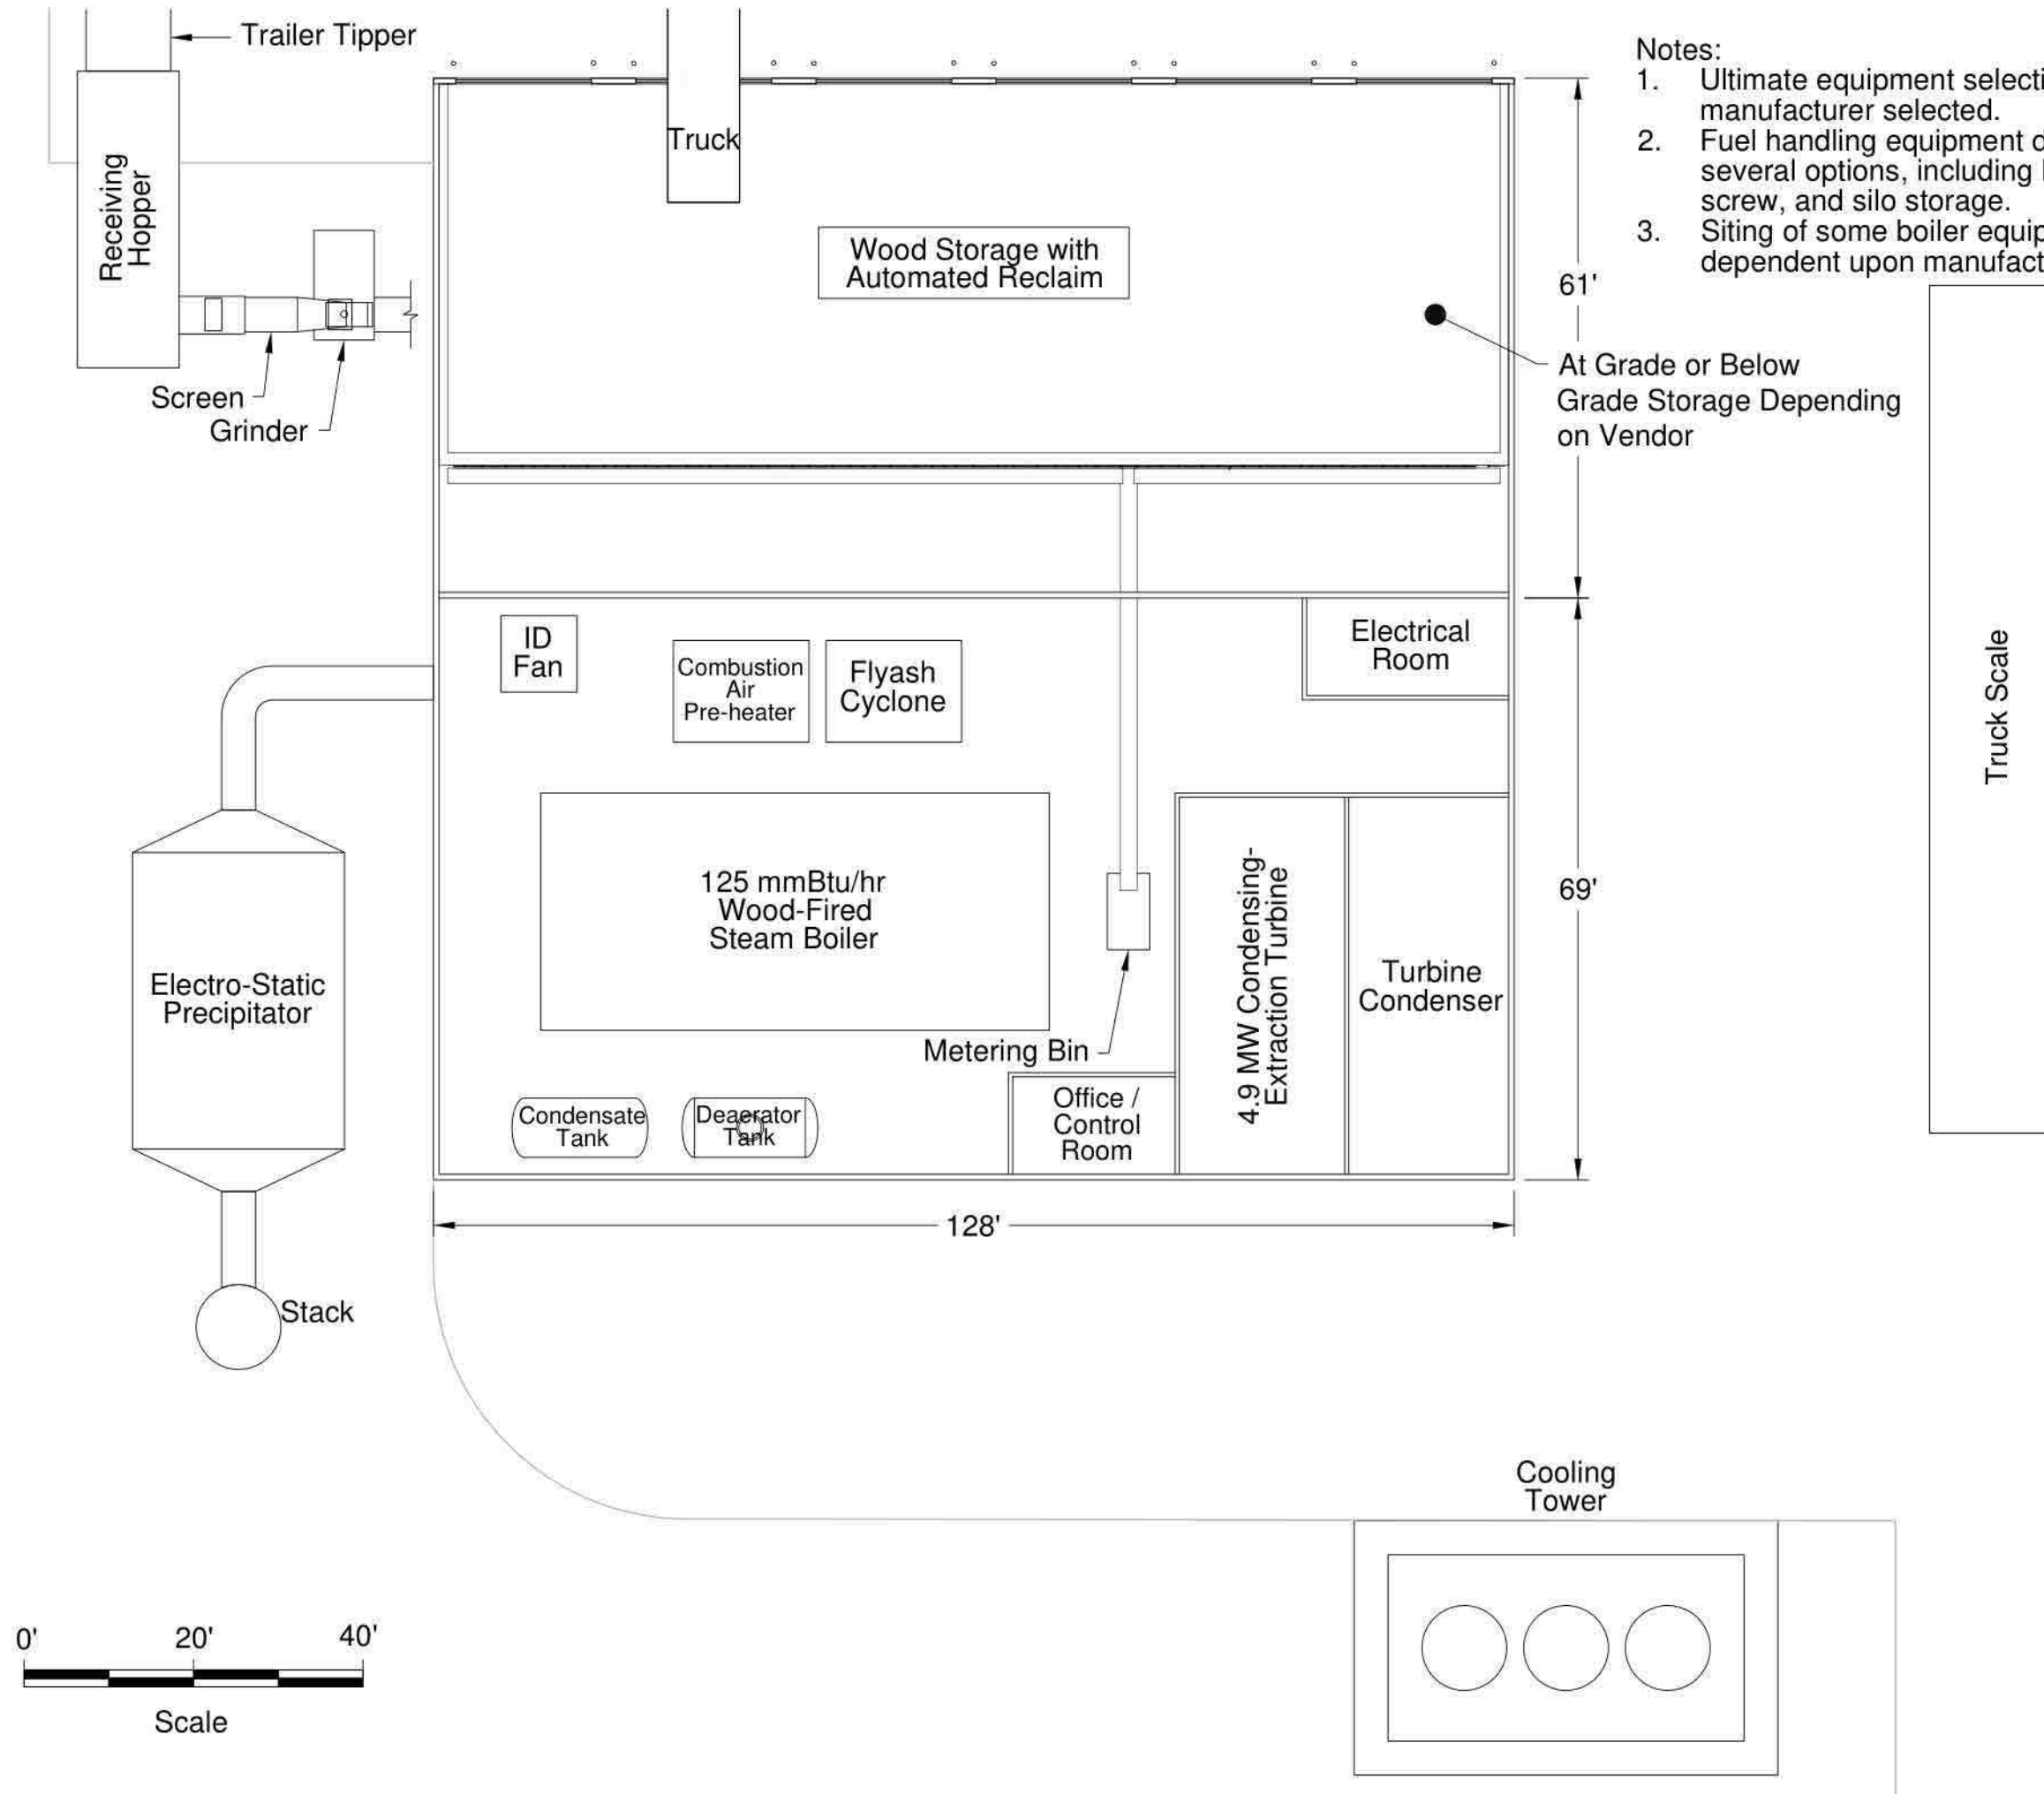 Trailer Tipper
Receiving
Hopper
Screen
Grinder
Truck
Wood Storage with
Automated Reclaim
Notes:
1. Ultimate equipment selecti
manufacturer selected.
2. Fuel handling equipment d
several options, including
screw, and silo storage.
3. Siting of some boiler equip
dependent upon manufact
61'
At Grade or Below
Grade Storage Depending
on Vendor
ID
Fan
Combustion
Air
Pre-heater
Flyash
Cyclone
Electrical
Room
Truck Scale
125 mmBtu/hr
Wood-Fired
Steam Boiler
69'
4.9 MW Condensing-
Extraction Turbine
Turbine
Condenser
Electro-Static
Precipitator
Metering Bin
Condensate
Tank
Deaerator
Tank
Office /
Control
Room
128'
Stack
Cooling
Tower
0' 20' 40'
Scale